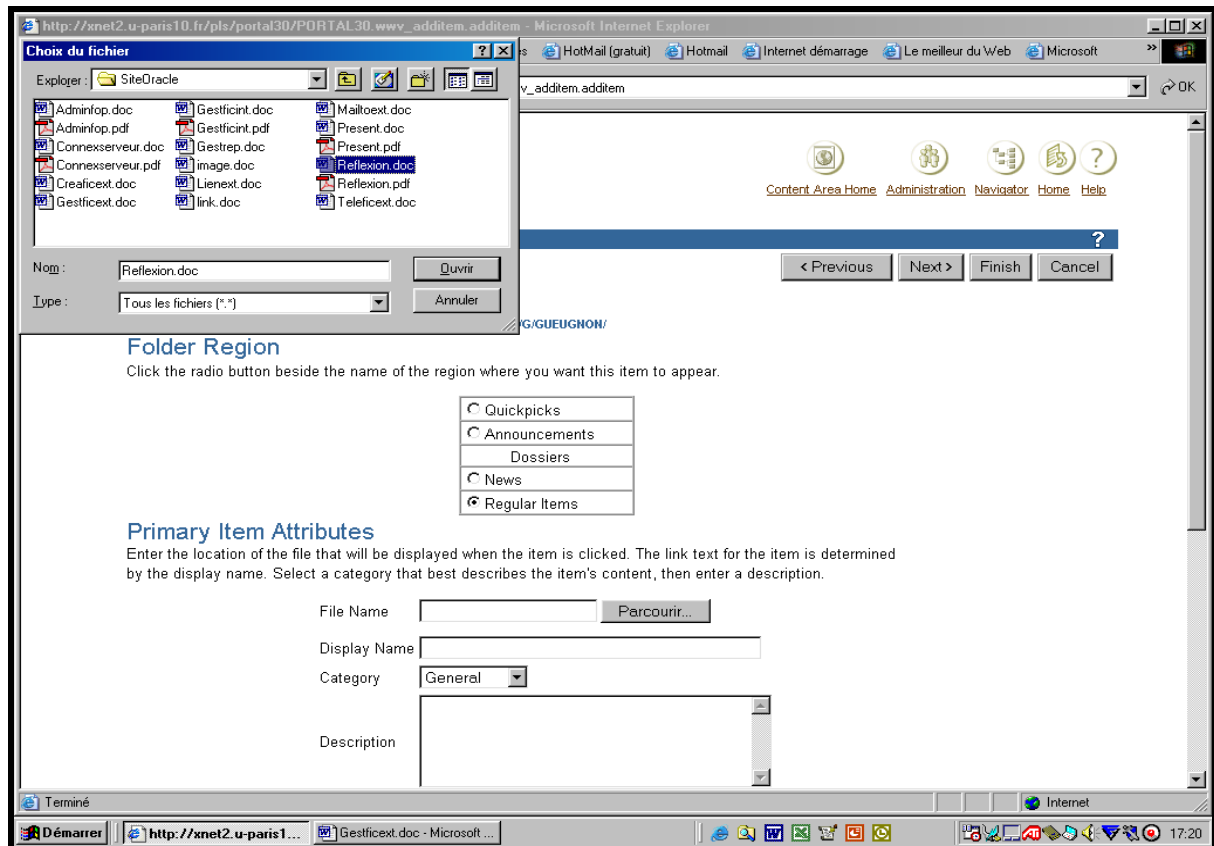 http://xnet2.u-paris10.fr/pls/portal30/PORTAL30.wwv_additem.additem - Microsoft Internet Explorer
Choix du fichier
HotMail (gratuit) Hotmail Internet démarrage Le meilleur du Web Microsoft »
Explorer : SiteOracle
v_additem.additem OK
Adminfop.doc Gestficint.doc Mailtoext.doc
Adminfop.pdf Gestficint.pdf Present.doc
Connexserveur.doc Gestrep.doc Present.pdf
Connexserveur.pdf image.doc Reflexion.doc
Creaficext.doc Lienext.doc Reflexion.pdf
Gestficext.doc link.doc Teleficext.doc
Content Area Home Administration Navigator Home Help
?
Nom : Reflexion.doc Ouvrir
Type : Tous les fichiers (*.*) Annuler
< Previous Next > Finish Cancel
/G/GUEUGNON/
Folder Region
Click the radio button beside the name of the region where you want this item to appear.
Quickpicks
Announcements
Dossiers
News
Regular Items
Primary Item Attributes
Enter the location of the file that will be displayed when the item is clicked. The link text for the item is determined
by the display name. Select a category that best describes the item's content, then enter a description.
File Name Parcourir...
Display Name
Category General
Description
Terminé Internet
Démarrer http://xnet2.u-paris1... Gestficext.doc - Microsoft ... 17:20